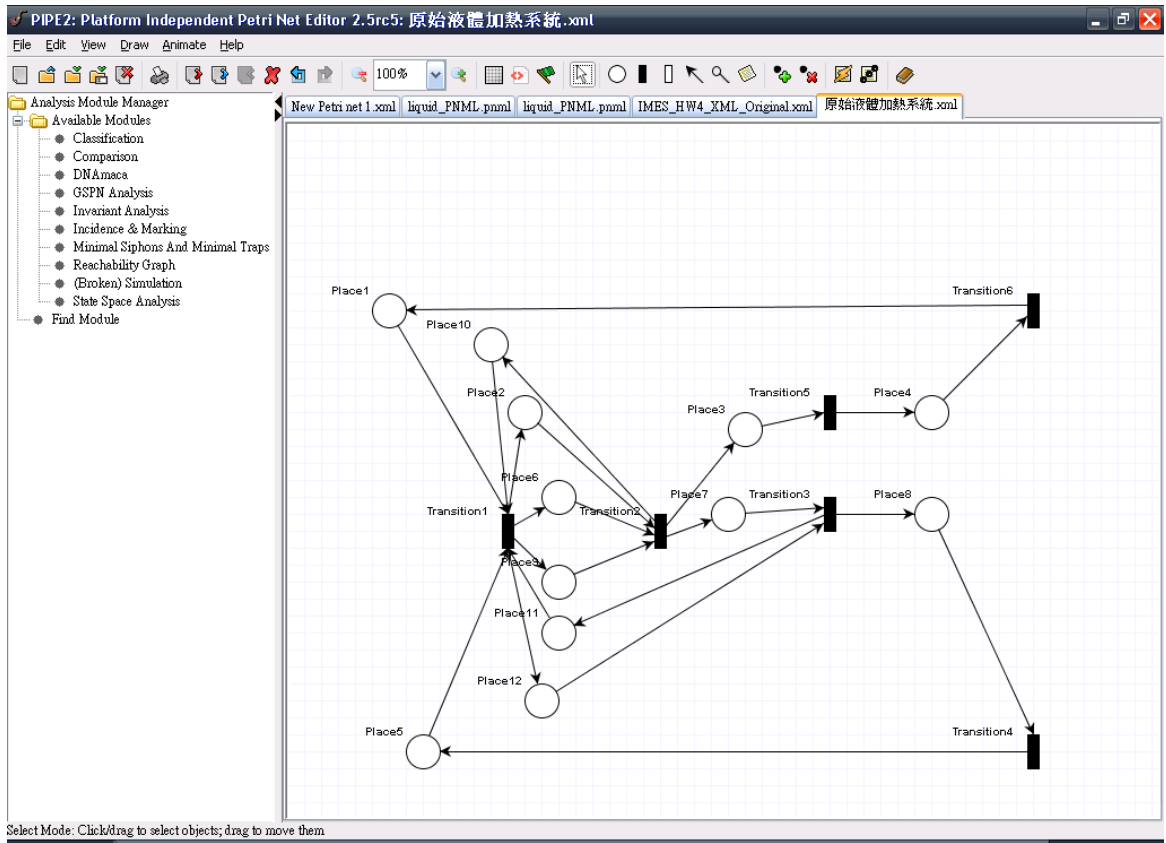 PIPE2: Platform Independent Petri Net Editor 2.5rc5: 原始液體加熱系統.xml
File Edit View Draw Animate Help
100%
Analysis Module Manager
Available Modules
Classification
Comparison
DNAmaca
GSPN Analysis
Invariant Analysis
Incidence & Marking
Minimal Siphons And Minimal Traps
Reachability Graph
(Broken) Simulation
State Space Analysis
Find Module
New Petri net 1.xml liquid_PNML.pnml liquid_PNML.pnml IMES_HW4_XML_Original.xml 原始液體加熱系統.xml
Place1
Transition6
Place10
Place2
Transition5
Place4
Place3
Place6
Place7
Transition3
Place8
Transition1
Transition2
Place9
Place11
Place12
Place5
Transition4
Select Mode: Click/drag to select objects; drag to move them